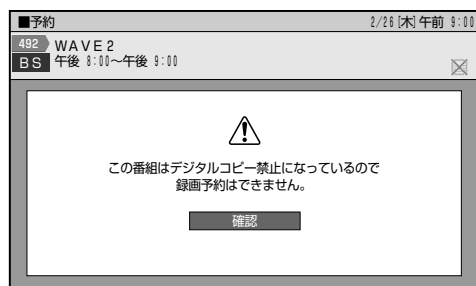 ■予約 2/26[木]午前 9:00
492 WAVE2
BS 午後 8:00～午後 9:00
この番組はデジタルコピー禁止になっているので
録画予約はできません。
確認